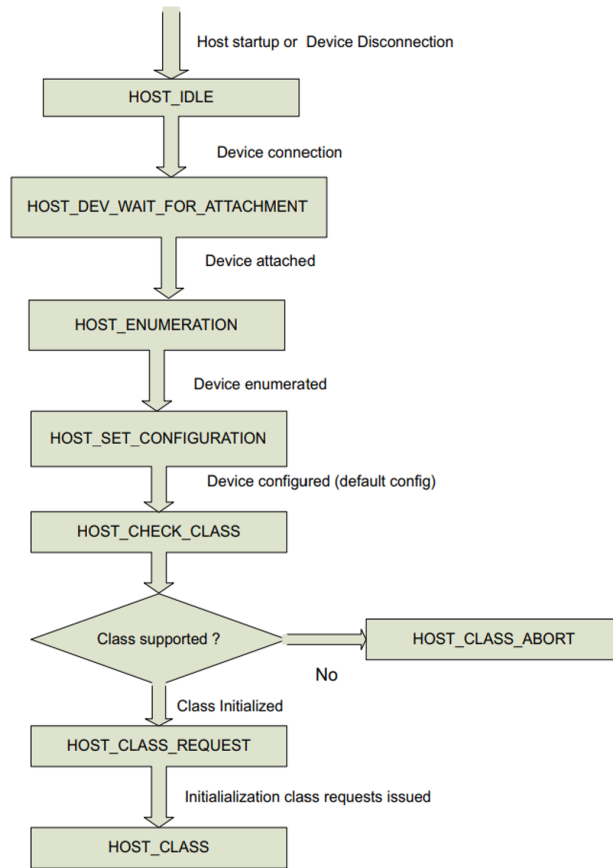 Host startup or Device Disconnection
HOST_IDLE
Device connection
HOST_DEV_WAIT_FOR_ATTACHMENT
Device attached
HOST_ENUMERATION
Device enumerated
HOST_SET_CONFIGURATION
Device configured (default config)
HOST_CHECK_CLASS
Class supported ?
HOST_CLASS_ABORT
No
Class Initialized
HOST_CLASS_REQUEST
Initialialization class requests issued
HOST_CLASS